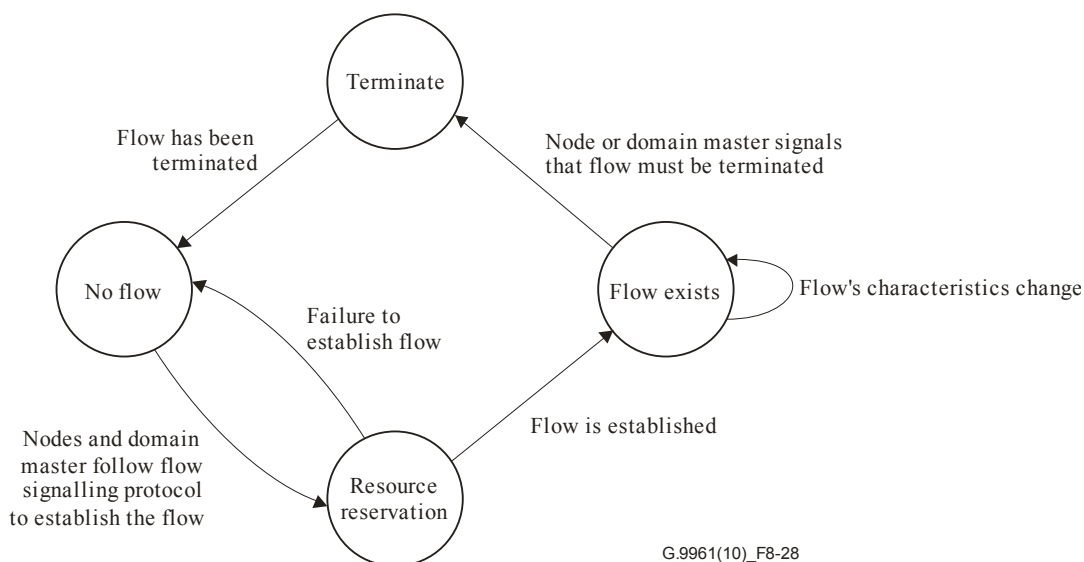 Terminate
Flow has been
terminated
Node or domain master signals
that flow must be terminated
No flow
Flow exists
Flow's characteristics change
Failure to
establish flow
Flow is established
Nodes and domain
master follow flow
signalling protocol
to establish the flow
Resource
reservation
G.9961(10)_F8-28